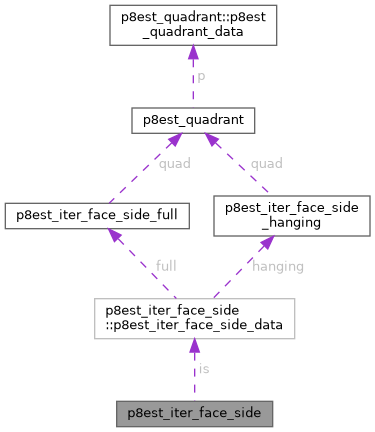 p8est_quadrant::p8est
_quadrant_data
p
p8est_quadrant
quad
quad
p8est_iter_face_side_full
p8est_iter_face_side
_hanging
full
hanging
p8est_iter_face_side
::p8est_iter_face_side_data
is
p8est_iter_face_side